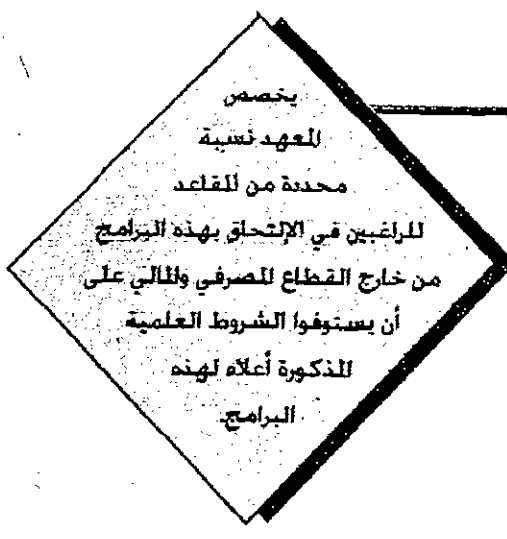 يخصص
المعهد نسبة
محددة من المقاعد
للراغبين في الإلتحاق بهذه البرامج
من خارج القطاع المصرفي والمالي على
أن يستوفوا الشروط العلمية
المذكورة أعلاه لهذه
البرامج.